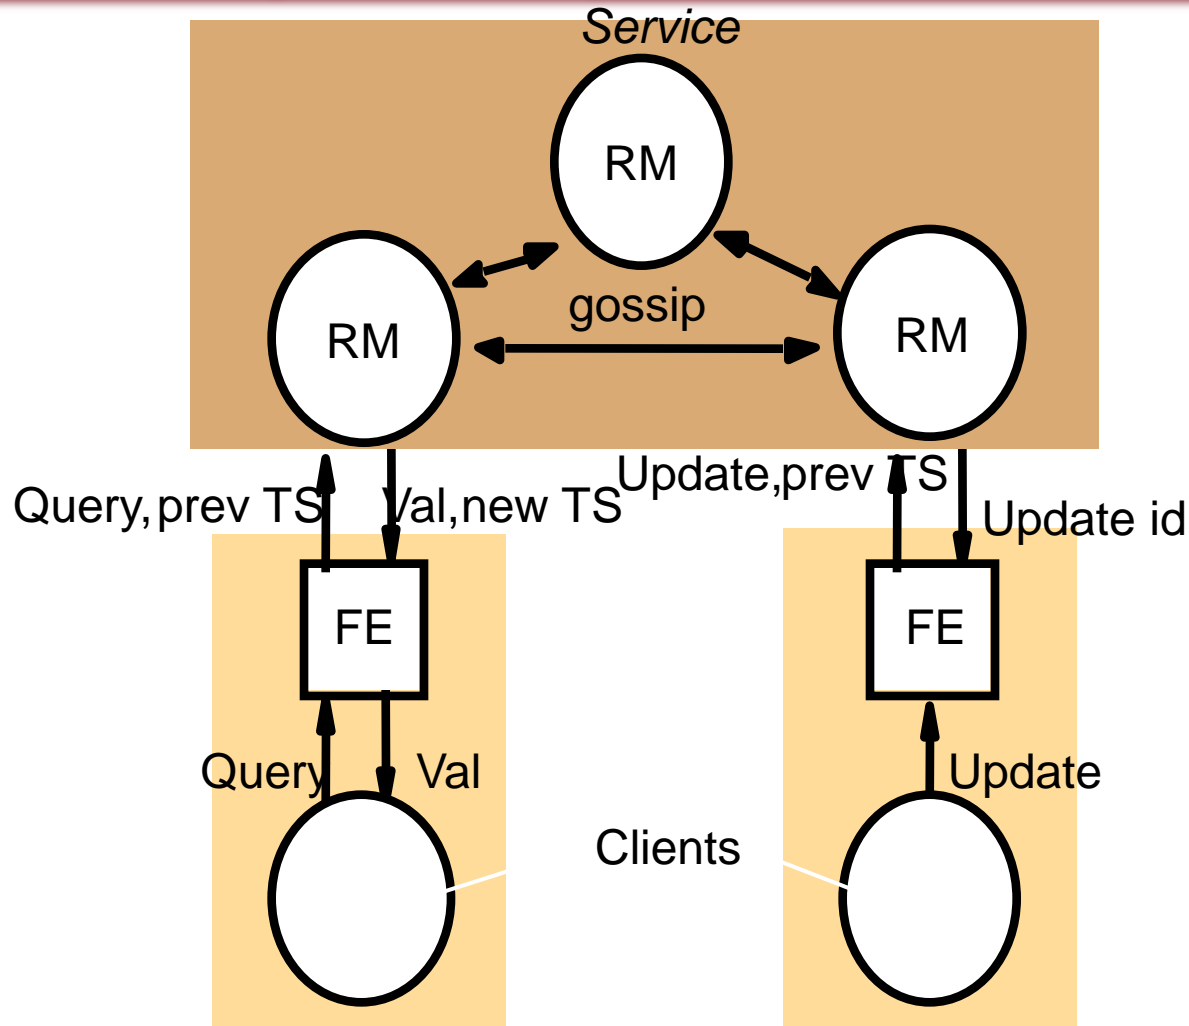 Service
RM
gossip
RM
RM
Query, prev TS
Val,new TS
Update,prev TS
Update id
FE
FE
Query
Val
Update
Clients